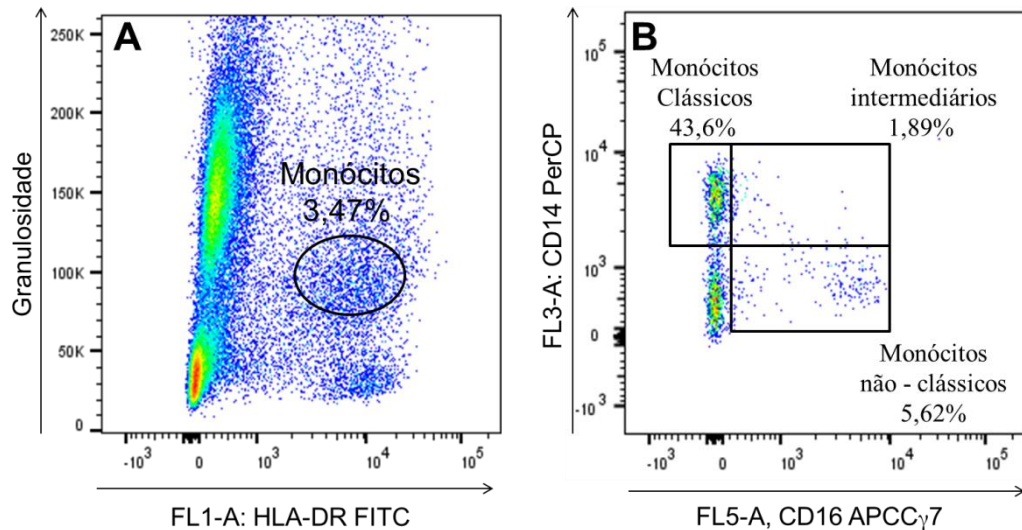 A
250K
200K
150K
100K
50K
0
Granulosidade
Monócitos
3,47%
-10³
0
10³
10⁴
10⁵
FL1-A: HLA-DR FITC
B
10⁵
10⁴
10³
0
-10³
FL3-A: CD14 PerCP
Monócitos
Clássicos
43,6%
Monócitos
intermediários
1,89%
Monócitos
não - clássicos
5,62%
-10³
0
10³
10⁴
10⁵
FL5-A, CD16 APCCγ7